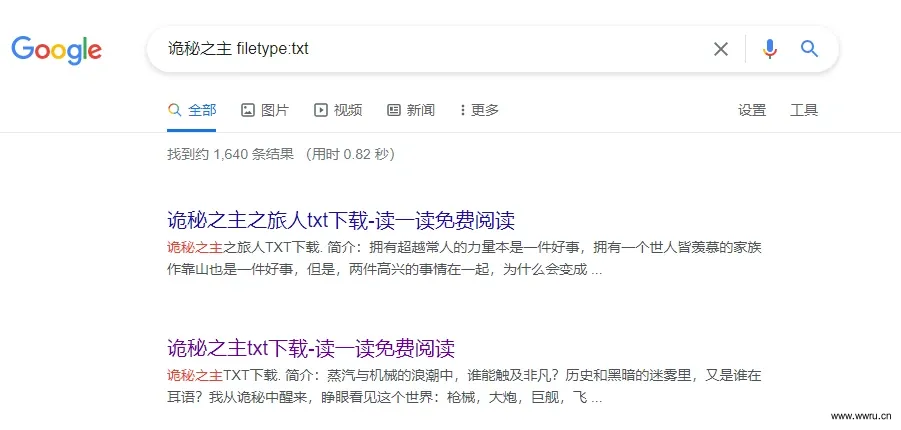 Google
诡秘之主 filetype:txt
全部 图片 视频 新闻 更多 设置 工具
找到约 1,640 条结果 （用时 0.82 秒）
诡秘之主之旅人txt下载-读一读免费阅读
诡秘之主之旅人TXT下载. 简介：拥有超越常人的力量本是一件好事，拥有一个世人皆羡慕的家族
作靠山也是一件好事，但是，两件高兴的事情在一起，为什么会变成 ...
诡秘之主txt下载-读一读免费阅读
诡秘之主TXT下载. 简介：蒸汽与机械的浪潮中，谁能触及非凡？历史和黑暗的迷雾里，又是谁在
耳语？我从诡秘中醒来，睁眼看见这个世界：枪械，大炮，巨舰，飞 ...
www.wwru.cn